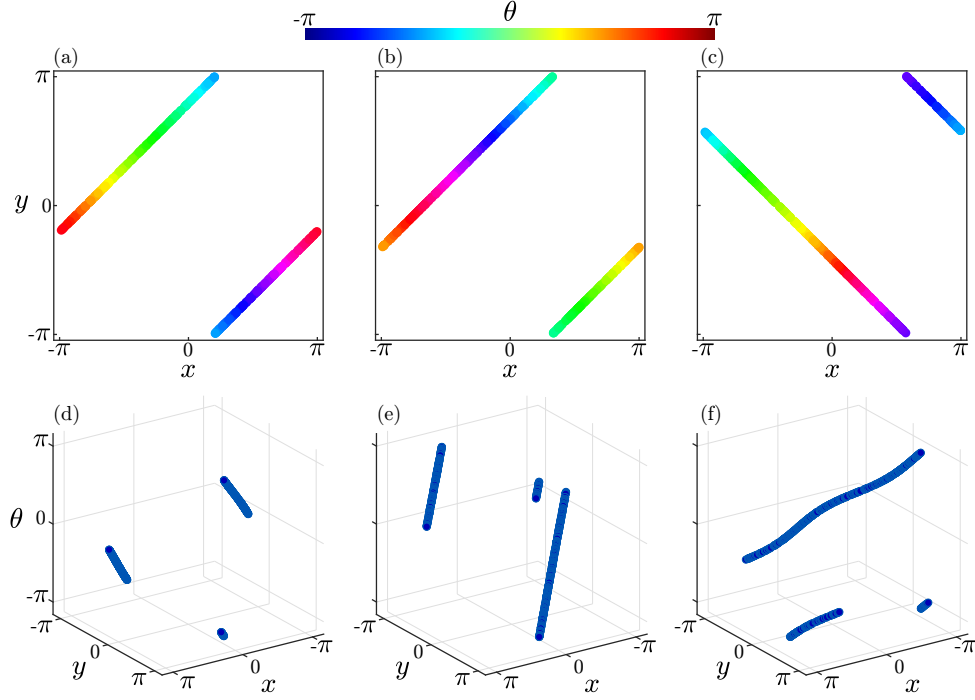 -π θ π
(a) (b) (c)
π
y 0
-π
-π 0 π -π 0 π -π 0 π
x x x
(d) (e) (f)
π
θ 0
-π
-π 0 π π 0 -π -π 0 π π 0 -π -π 0 π π 0 -π
y x y x y x